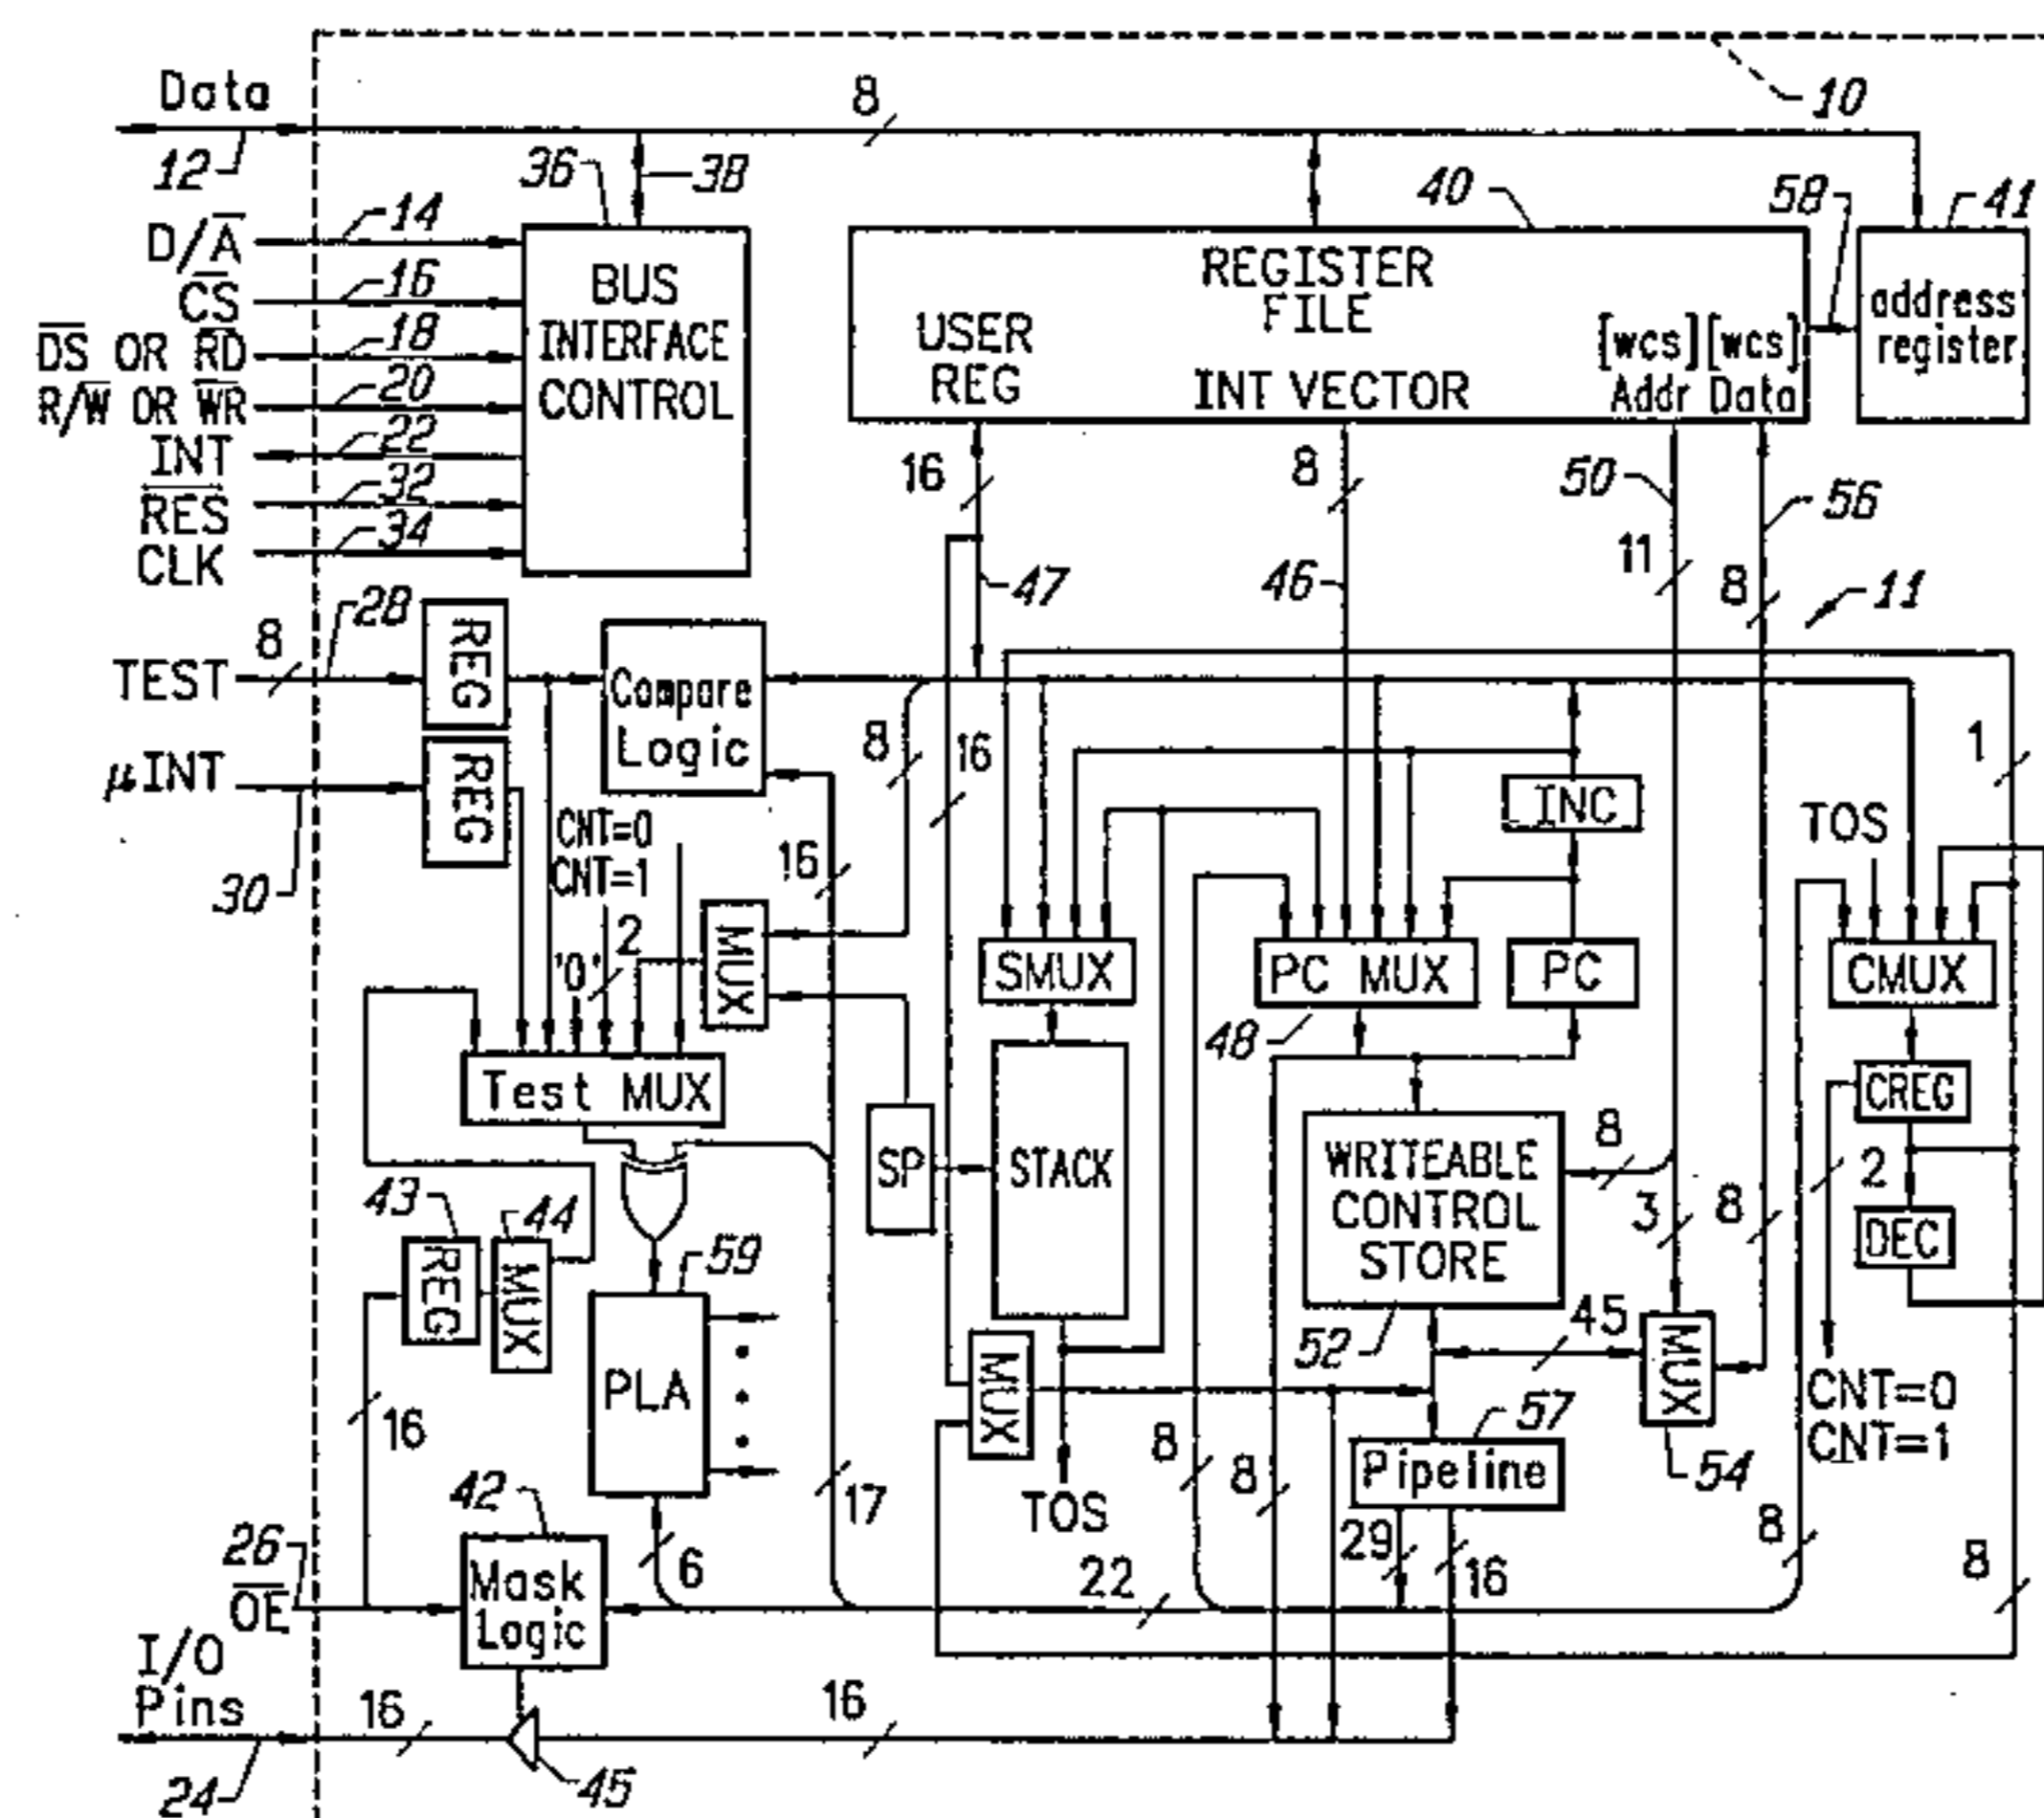 Data
8
10
12
36
38
40
58
41
14
D/A̅
16
C̅S̅
18
D̅S̅ OR R̅D̅
20
R/W̅ OR W̅R̅
22
INT
32
R̅E̅S̅
34
CLK
BUS
INTERFACE
CONTROL
REGISTER
FILE
USER
REG
INT VECTOR
[wcs] [wcs]
Addr Data
address
register
16
8
50
56
11
47
46
8
11
28
8
TEST
REG
Compare
Logic
μINT
REG
30
8
16
1
INC
TOS
CNT=0
CNT=1
16
'0'
2
MUX
SMUX
PC MUX
PC
CMUX
48
Test MUX
CREG
SP
STACK
WRITEABLE
CONTROL
STORE
8
3
8
2
DEC
43
44
REG
MUX
59
PLA
52
45
MUX
54
CNT=0
CNT=1
16
MUX
57
Pipeline
8
8
TOS
42
17
29
16
8
8
26
O̅E̅
Mask
Logic
6
22
I/O
Pins
16
16
24
45